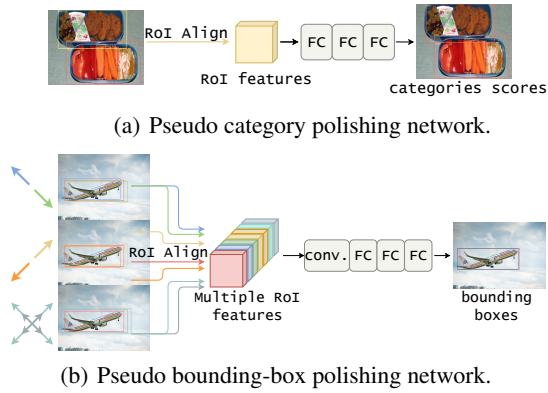 RoI Align
RoI features
FC FC FC
categories scores
(a) Pseudo category polishing network.
RoI Align
Multiple RoI
features
conv. FC FC FC
bounding
boxes
(b) Pseudo bounding-box polishing network.